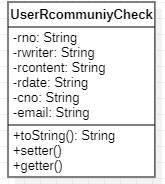 UserRcommuniyCheck
-rno: String
-rwriter: String
-rcontent: String
-rdate: String
-cno: String
-email: String
+toString(): String
+setter()
+getter()